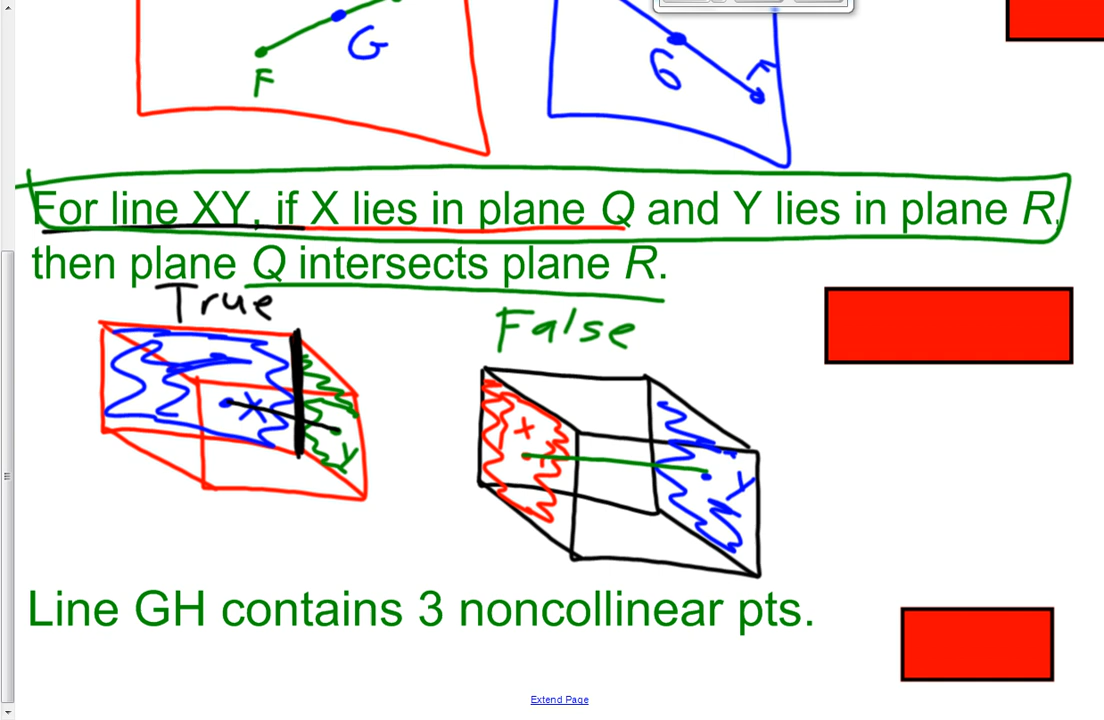 G
F
G
F
For line XY, if X lies in plane Q and Y lies in plane R,
then plane Q intersects plane R.
True
False
X
Y
X
Y
Line GH contains 3 noncollinear pts.
Extend Page